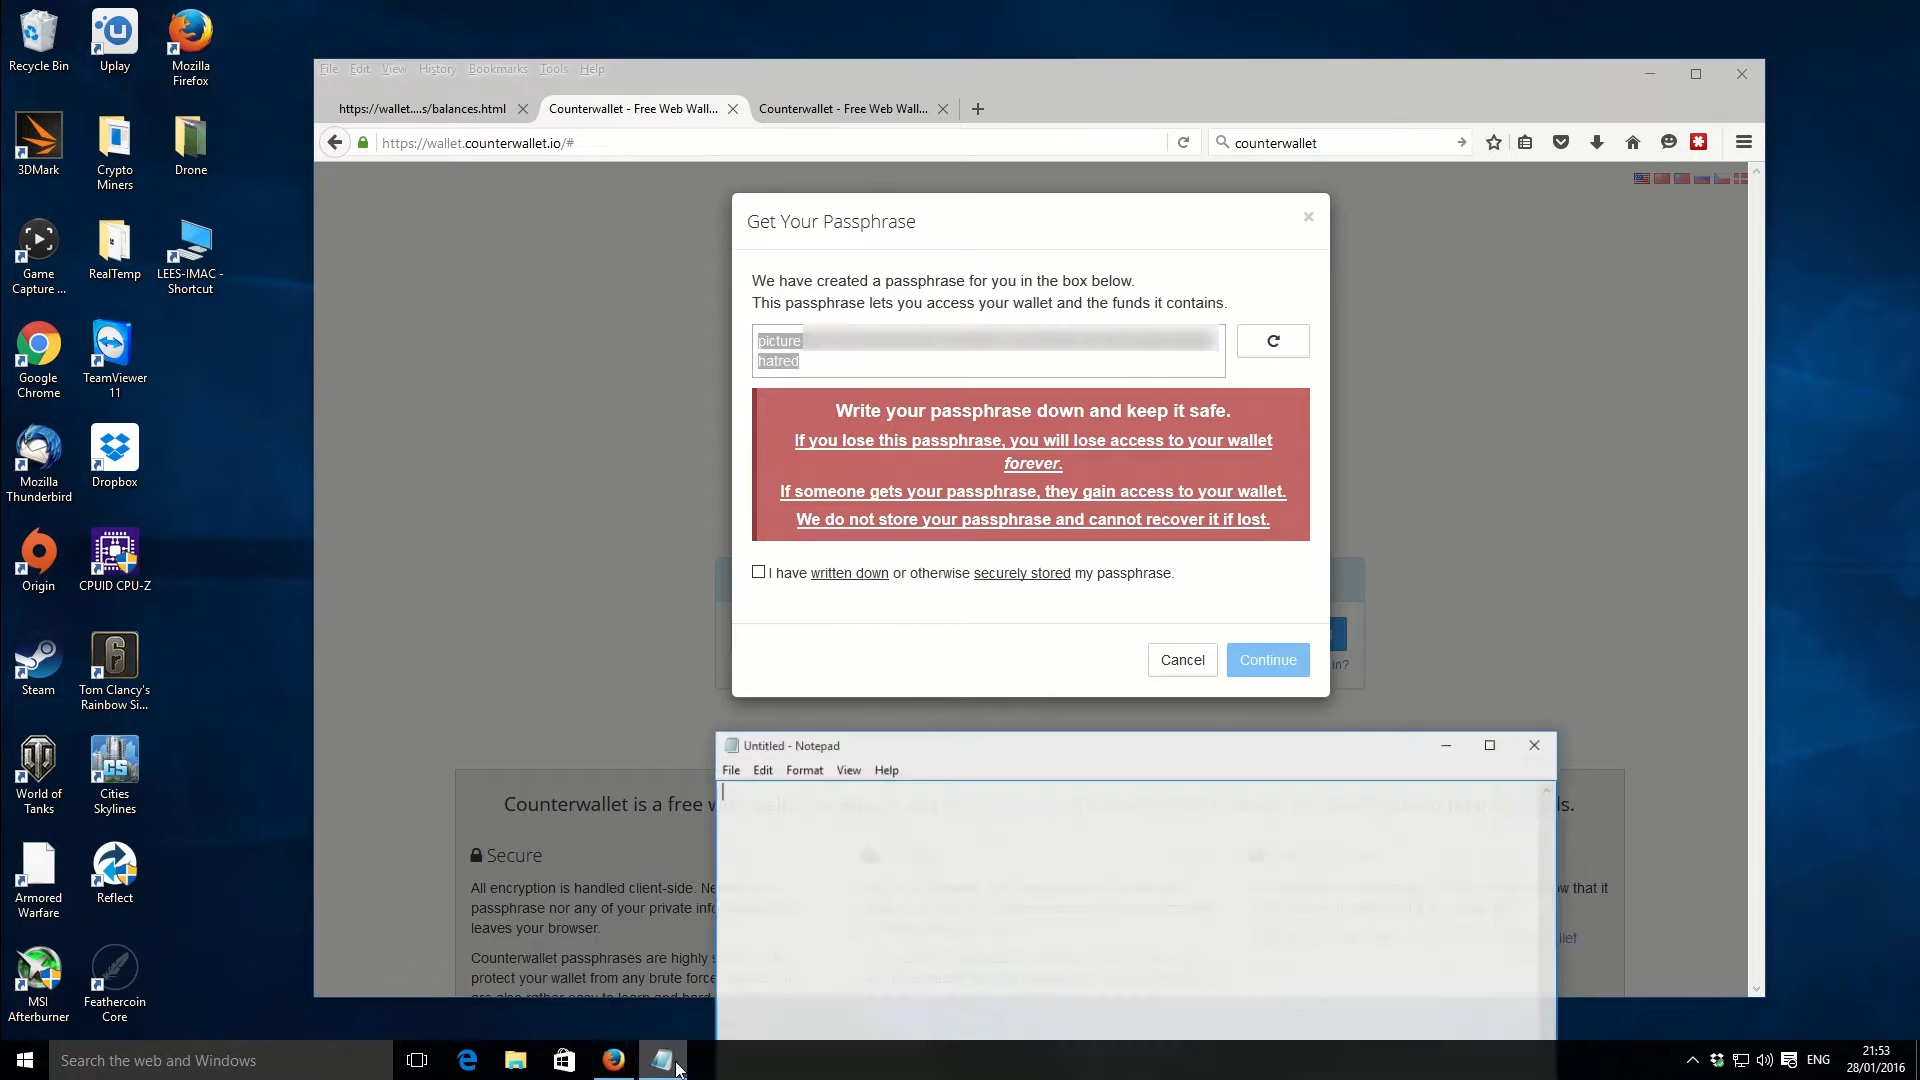 Recycle Bin
Uplay
Mozilla
Firefox
3DMark
Crypto
Miners
Drone
Game
Capture ...
RealTemp
LEES-IMAC -
Shortcut
Google
Chrome
TeamViewer
11
Mozilla
Thunderbird
Dropbox
Origin
CPUID CPU-Z
Steam
Tom Clancy's
Rainbow Si...
World of
Tanks
Cities
Skylines
Armored
Warfare
Reflect
MSI
Afterburner
Feathercoin
Core
File Edit View History Bookmarks Tools Help
https://wallet....s/balances.html
Counterwallet - Free Web Wall...
Counterwallet - Free Web Wall...
https://wallet.counterwallet.io/#
counterwallet
Get Your Passphrase
We have created a passphrase for you in the box below.
This passphrase lets you access your wallet and the funds it contains.
picture
hatred
Write your passphrase down and keep it safe.
If you lose this passphrase, you will lose access to your wallet
forever.
If someone gets your passphrase, they gain access to your wallet.
We do not store your passphrase and cannot recover it if lost.
I have written down or otherwise securely stored my passphrase.
in?
Cancel
Continue
Untitled - Notepad
File Edit Format View Help
Counterwallet is a free
Secure
All encryption is handled client-side.
passphrase nor any of your private
leaves your browser.
Counterwallet passphrases are highly
protect your wallet from any brute force
that it
Search the web and Windows
ENG
21:53
28/01/2016